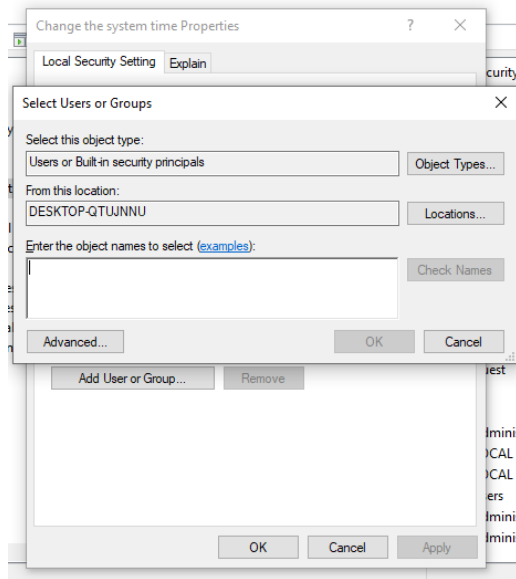 Change the system time Properties
?
Local Security Setting
Explain
Select Users or Groups
Select this object type:
Users or Built-in security principals
Object Types...
From this location:
DESKTOP-QTUJNNU
Locations...
Enter the object names to select (examples):
Check Names
Advanced...
OK
Cancel
Add User or Group...
Remove
OK
Cancel
Apply